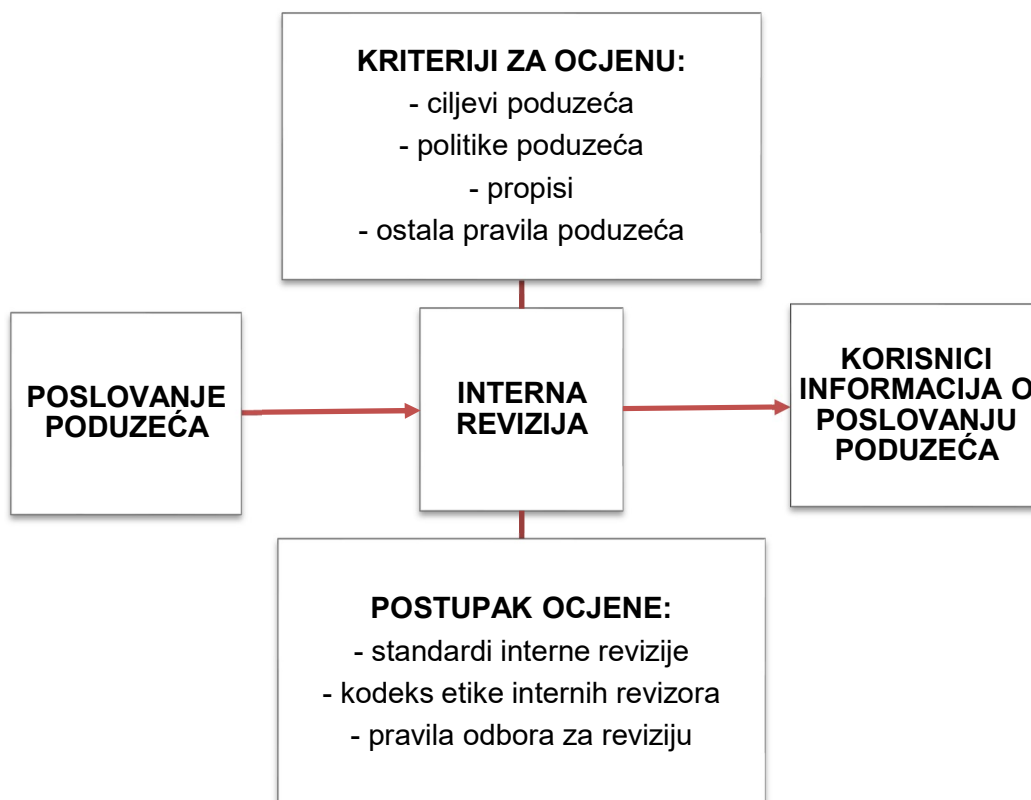 KRITERIJI ZA OCJENU:
- ciljevi poduzeća
- politike poduzeća
- propisi
- ostala pravila poduzeća
POSLOVANJE
PODUZEĆA
INTERNA
REVIZIJA
KORISNICI
INFORMACIJA O
POSLOVANJU
PODUZEĆA
POSTUPAK OCJENE:
- standardi interne revizije
- kodeks etike internih revizora
- pravila odbora za reviziju